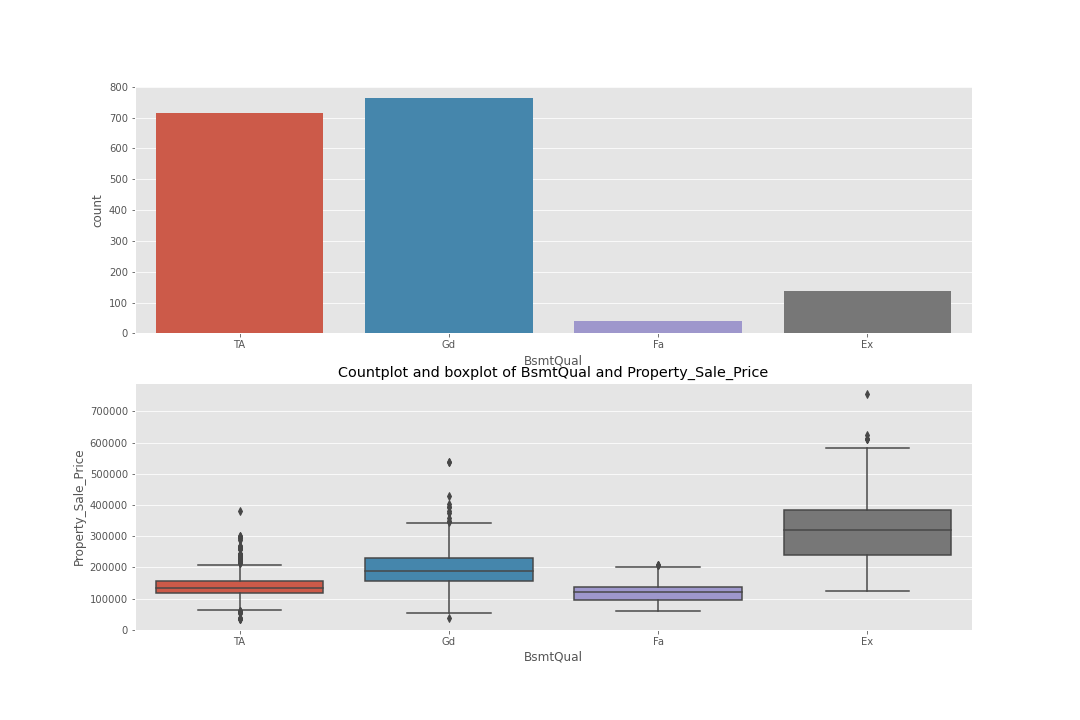 800
700
600
500
400
300
200
100
0
count
TA Gd Fa Ex
BsmtQual
Countplot and boxplot of BsmtQual and Property_Sale_Price
700000
600000
500000
400000
300000
200000
100000
0
Property_Sale_Price
TA Gd Fa Ex
BsmtQual